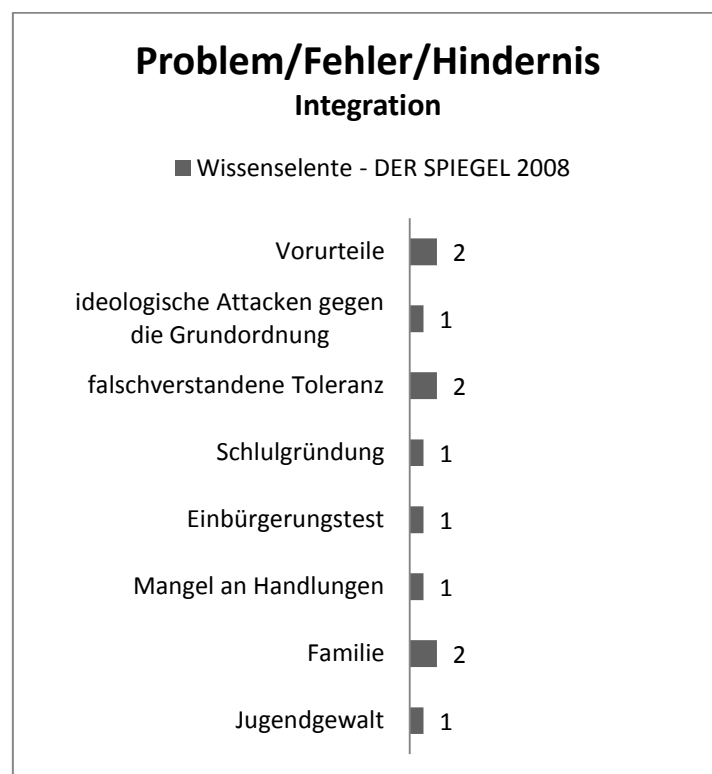 Problem/Fehler/Hindernis
Integration
Wissenselente - DER SPIEGEL 2008
Vorurteile 2
ideologische Attacken gegen
die Grundordnung 1
falschverstandene Toleranz 2
Schlulgründung 1
Einbürgerungstest 1
Mangel an Handlungen 1
Familie 2
Jugendgewalt 1